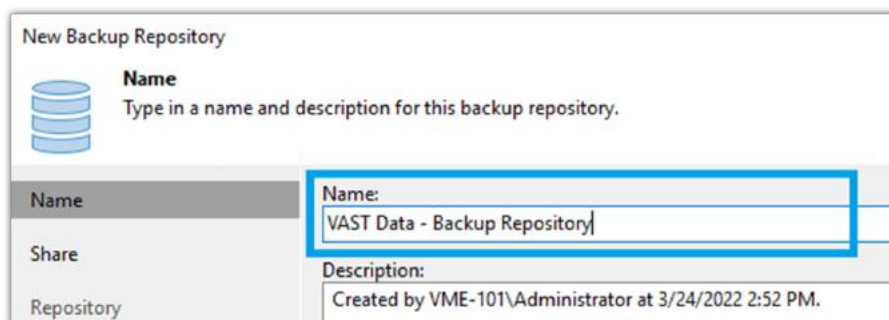 New Backup Repository
Name
Type in a name and description for this backup repository.
Name
Share
Repository
Name:
VAST Data - Backup Repository
Description:
Created by VME-101\Administrator at 3/24/2022 2:52 PM.